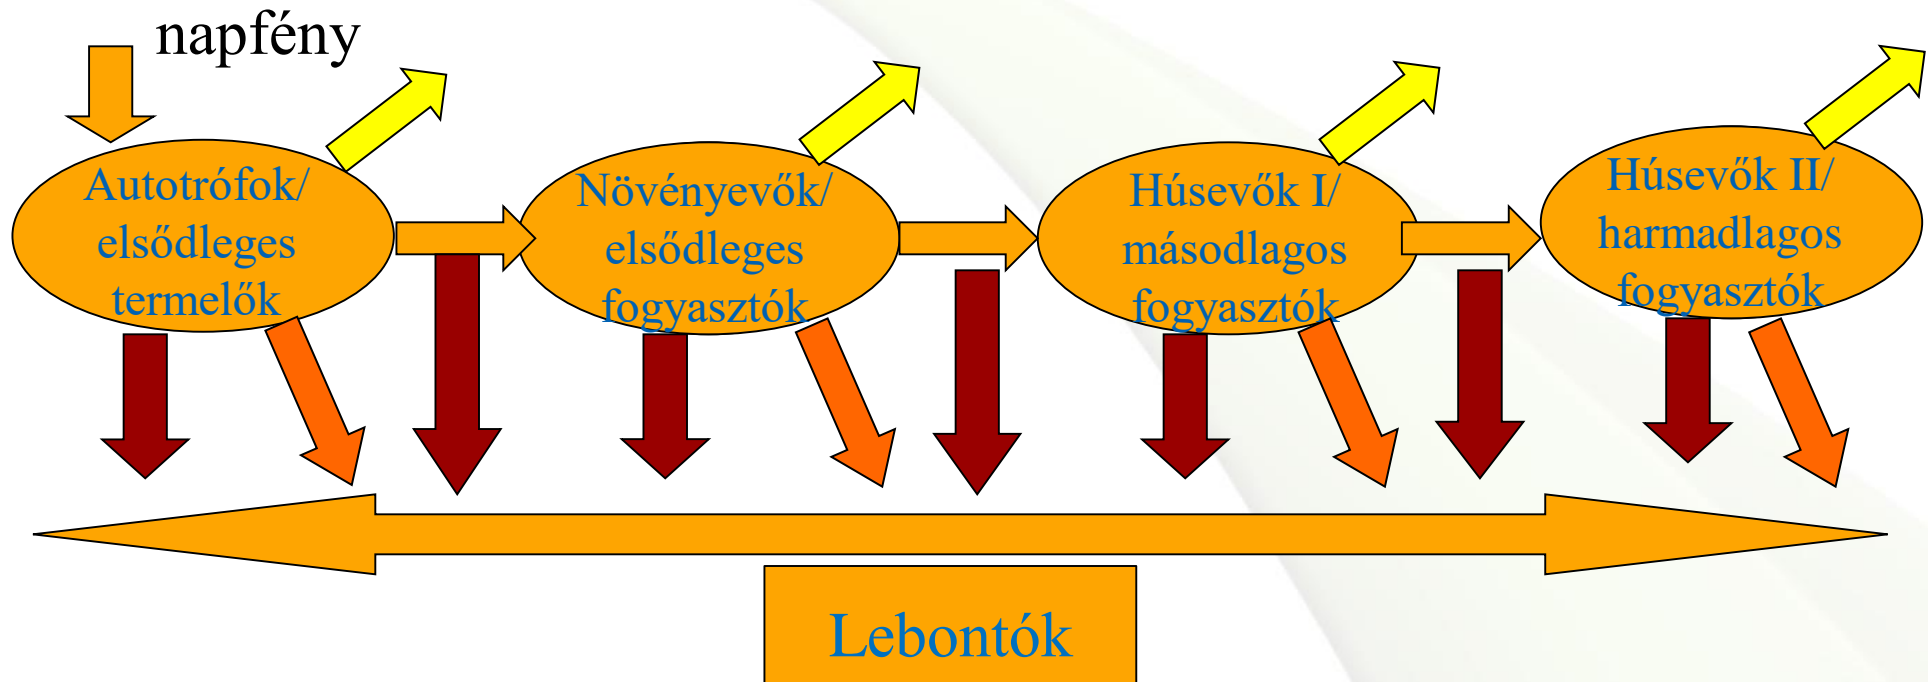 napfény
Autotrófok/
elsődleges
termelők
Növényevők/
elsődleges
fogyasztók
Húsevők I/
másodlagos
fogyasztók
Húsevők II/
harmadlagos
fogyasztók
Lebontók